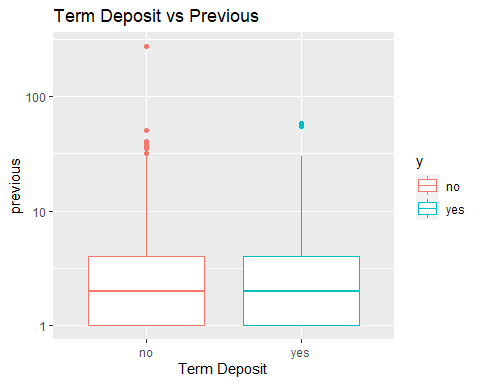 Term Deposit vs Previous
previous
100
10
1
no
yes
Term Deposit
y
no
yes